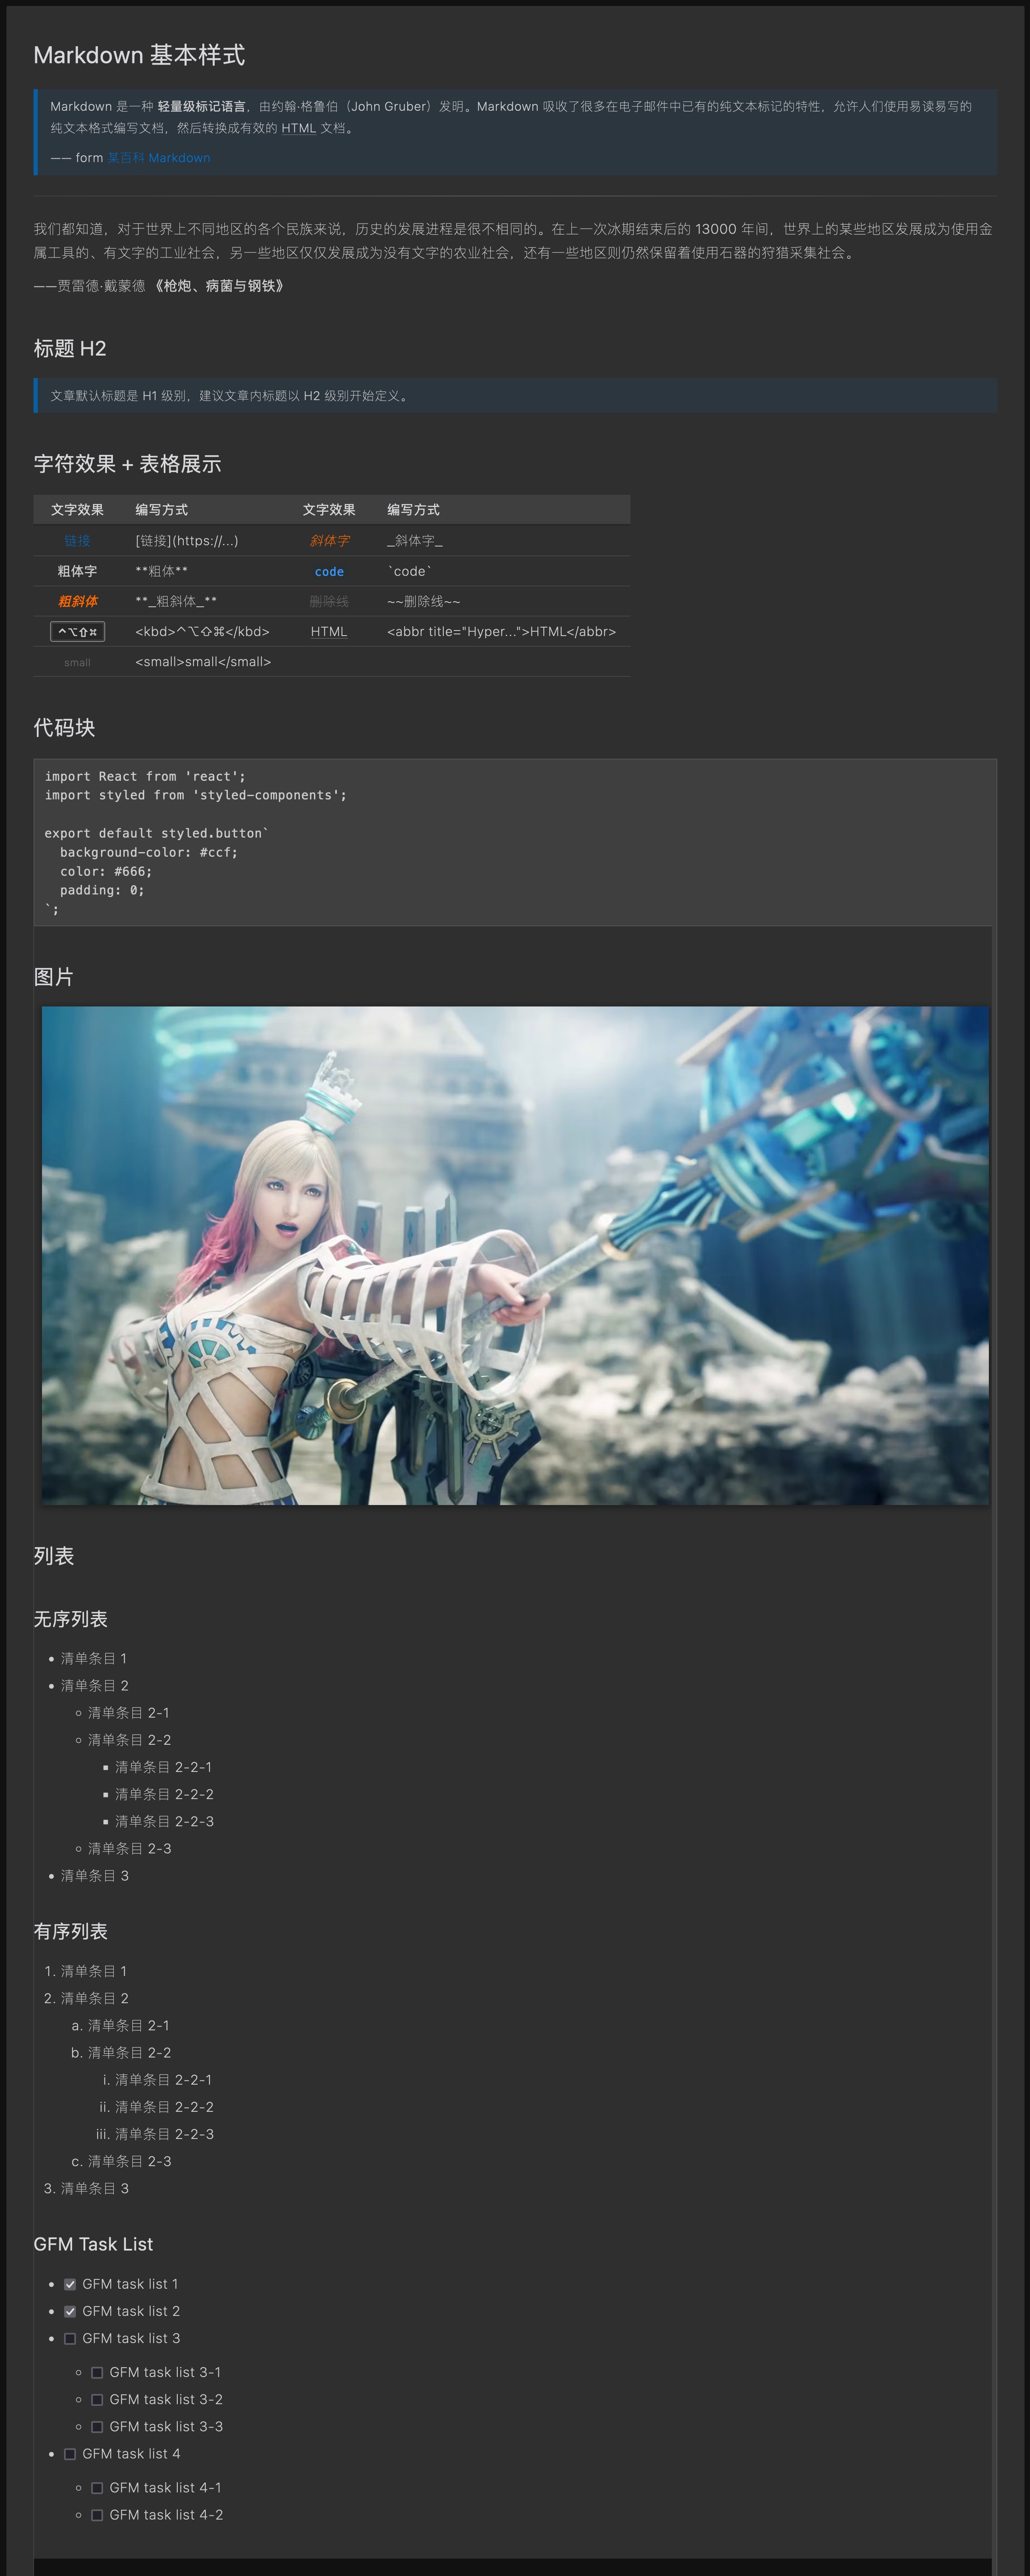 Markdown 基本样式
Markdown 是一种 轻量级标记语言，由约翰·格鲁伯（John Gruber）发明。Markdown 吸收了很多在电子邮件中已有的纯文本标记的特性，允许人们使用易读易写的
纯文本格式编写文档，然后转换成有效的 HTML 文档。
—— form 某百科 Markdown
我们都知道，对于世界上不同地区的各个民族来说，历史的发展进程是很不相同的。在上一次冰期结束后的 13000 年间，世界上的某些地区发展成为使用金
属工具的、有文字的工业社会，另一些地区仅仅发展成为没有文字的农业社会，还有一些地区则仍然保留着使用石器的狩猎采集社会。
——贾雷德·戴蒙德 《枪炮、病菌与钢铁》
标题 H2
文章默认标题是 H1 级别，建议文章内标题以 H2 级别开始定义。
字符效果 + 表格展示
文字效果 编写方式 文字效果 编写方式
链接 [链接](https://...) 斜体字 _斜体字_
粗体字 **粗体** code `code`
粗斜体 **_粗斜体_** 删除线 ~~删除线~~
⌃⌥⇧⌘ <kbd>⌃⌥⇧⌘</kbd> HTML <abbr title="Hyper...">HTML</abbr>
small <small>small</small>
代码块
import React from 'react';
import styled from 'styled-components';
export default styled.button`
  background-color: #ccf;
  color: #666;
  padding: 0;
`;
图片
列表
无序列表
• 清单条目 1
• 清单条目 2
◦ 清单条目 2-1
◦ 清单条目 2-2
▪ 清单条目 2-2-1
▪ 清单条目 2-2-2
▪ 清单条目 2-2-3
◦ 清单条目 2-3
• 清单条目 3
有序列表
1. 清单条目 1
2. 清单条目 2
a. 清单条目 2-1
b. 清单条目 2-2
i. 清单条目 2-2-1
ii. 清单条目 2-2-2
iii. 清单条目 2-2-3
c. 清单条目 2-3
3. 清单条目 3
GFM Task List
• GFM task list 1
• GFM task list 2
• GFM task list 3
◦ GFM task list 3-1
◦ GFM task list 3-2
◦ GFM task list 3-3
• GFM task list 4
◦ GFM task list 4-1
◦ GFM task list 4-2